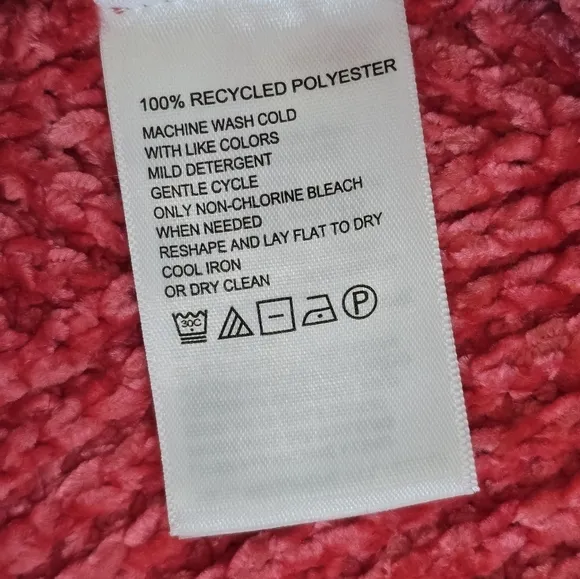 100% RECYCLED POLYESTER
MACHINE WASH COLD
WITH LIKE COLORS
MILD DETERGENT
GENTLE CYCLE
ONLY NON-CHLORINE BLEACH
WHEN NEEDED
RESHAPE AND LAY FLAT TO DRY
COOL IRON
OR DRY CLEAN
30C P